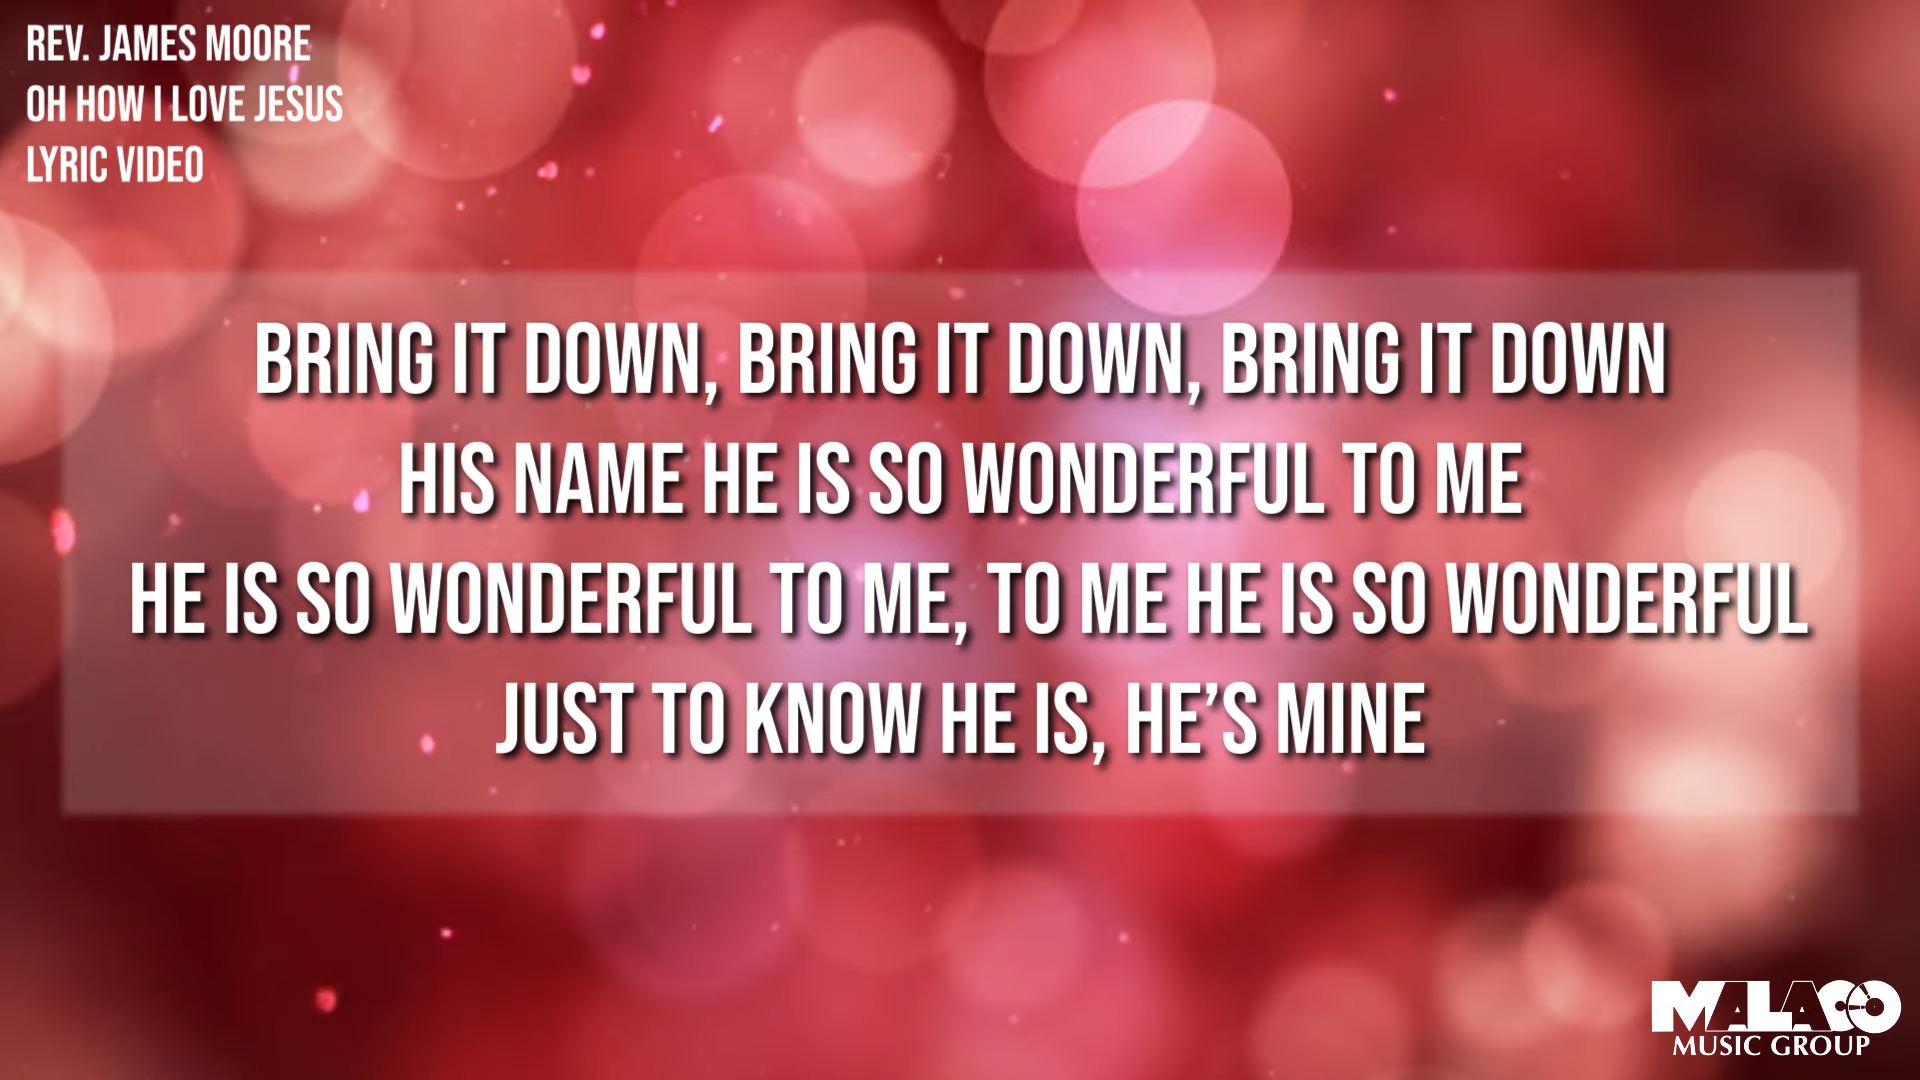 REV. JAMES MOORE
OH HOW I LOVE JESUS
LYRIC VIDEO
BRING IT DOWN, BRING IT DOWN, BRING IT DOWN
HIS NAME HE IS SO WONDERFUL TO ME
HE IS SO WONDERFUL TO ME, TO ME HE IS SO WONDERFUL
JUST TO KNOW HE IS, HE’S MINE
MALACO
MUSIC GROUP